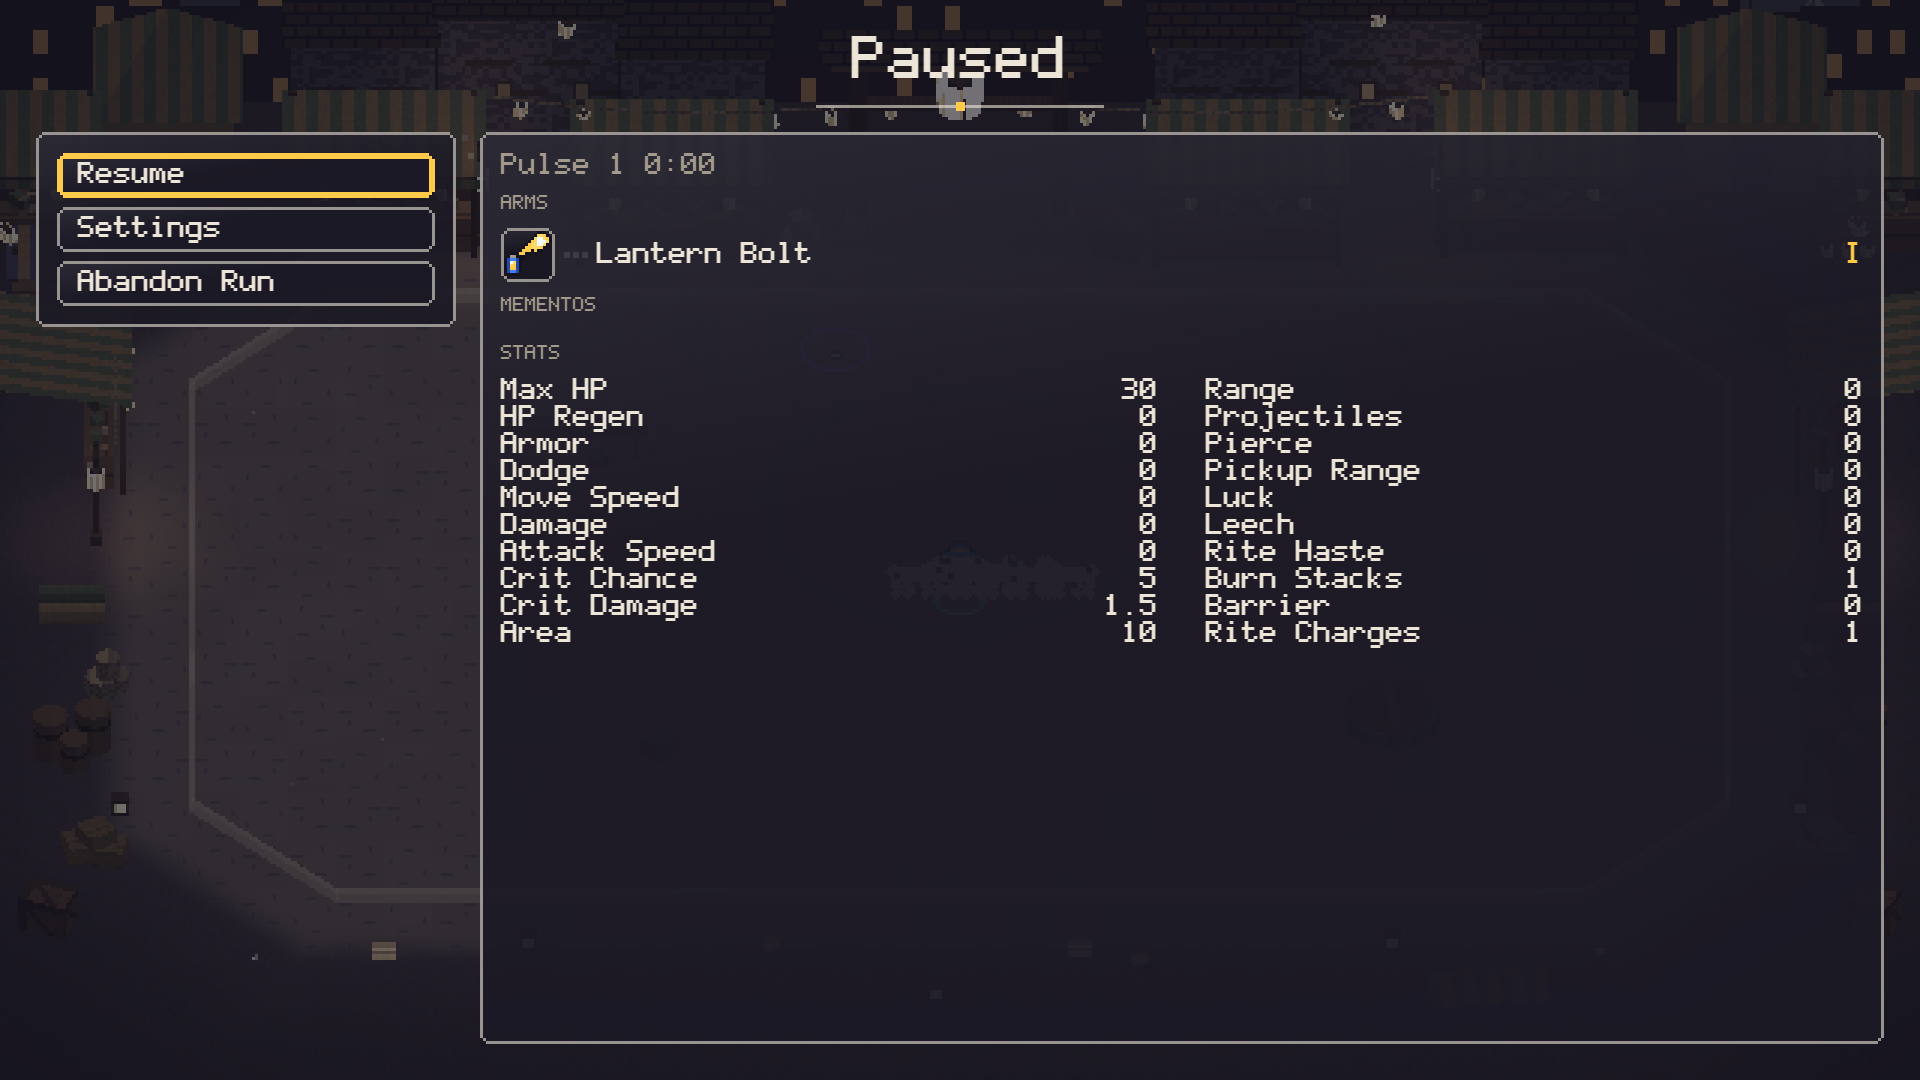 Paused
Resume
Settings
Abandon Run
Pulse 1 0:00
ARMS
Lantern Bolt I
MEMENTOS
STATS
Max HP 30
HP Regen 0
Armor 0
Dodge 0
Move Speed 0
Damage 0
Attack Speed 0
Crit Chance 5
Crit Damage 1.5
Area 10
Range 0
Projectiles 0
Pierce 0
Pickup Range 0
Luck 0
Leech 0
Rite Haste 0
Burn Stacks 1
Barrier 0
Rite Charges 1